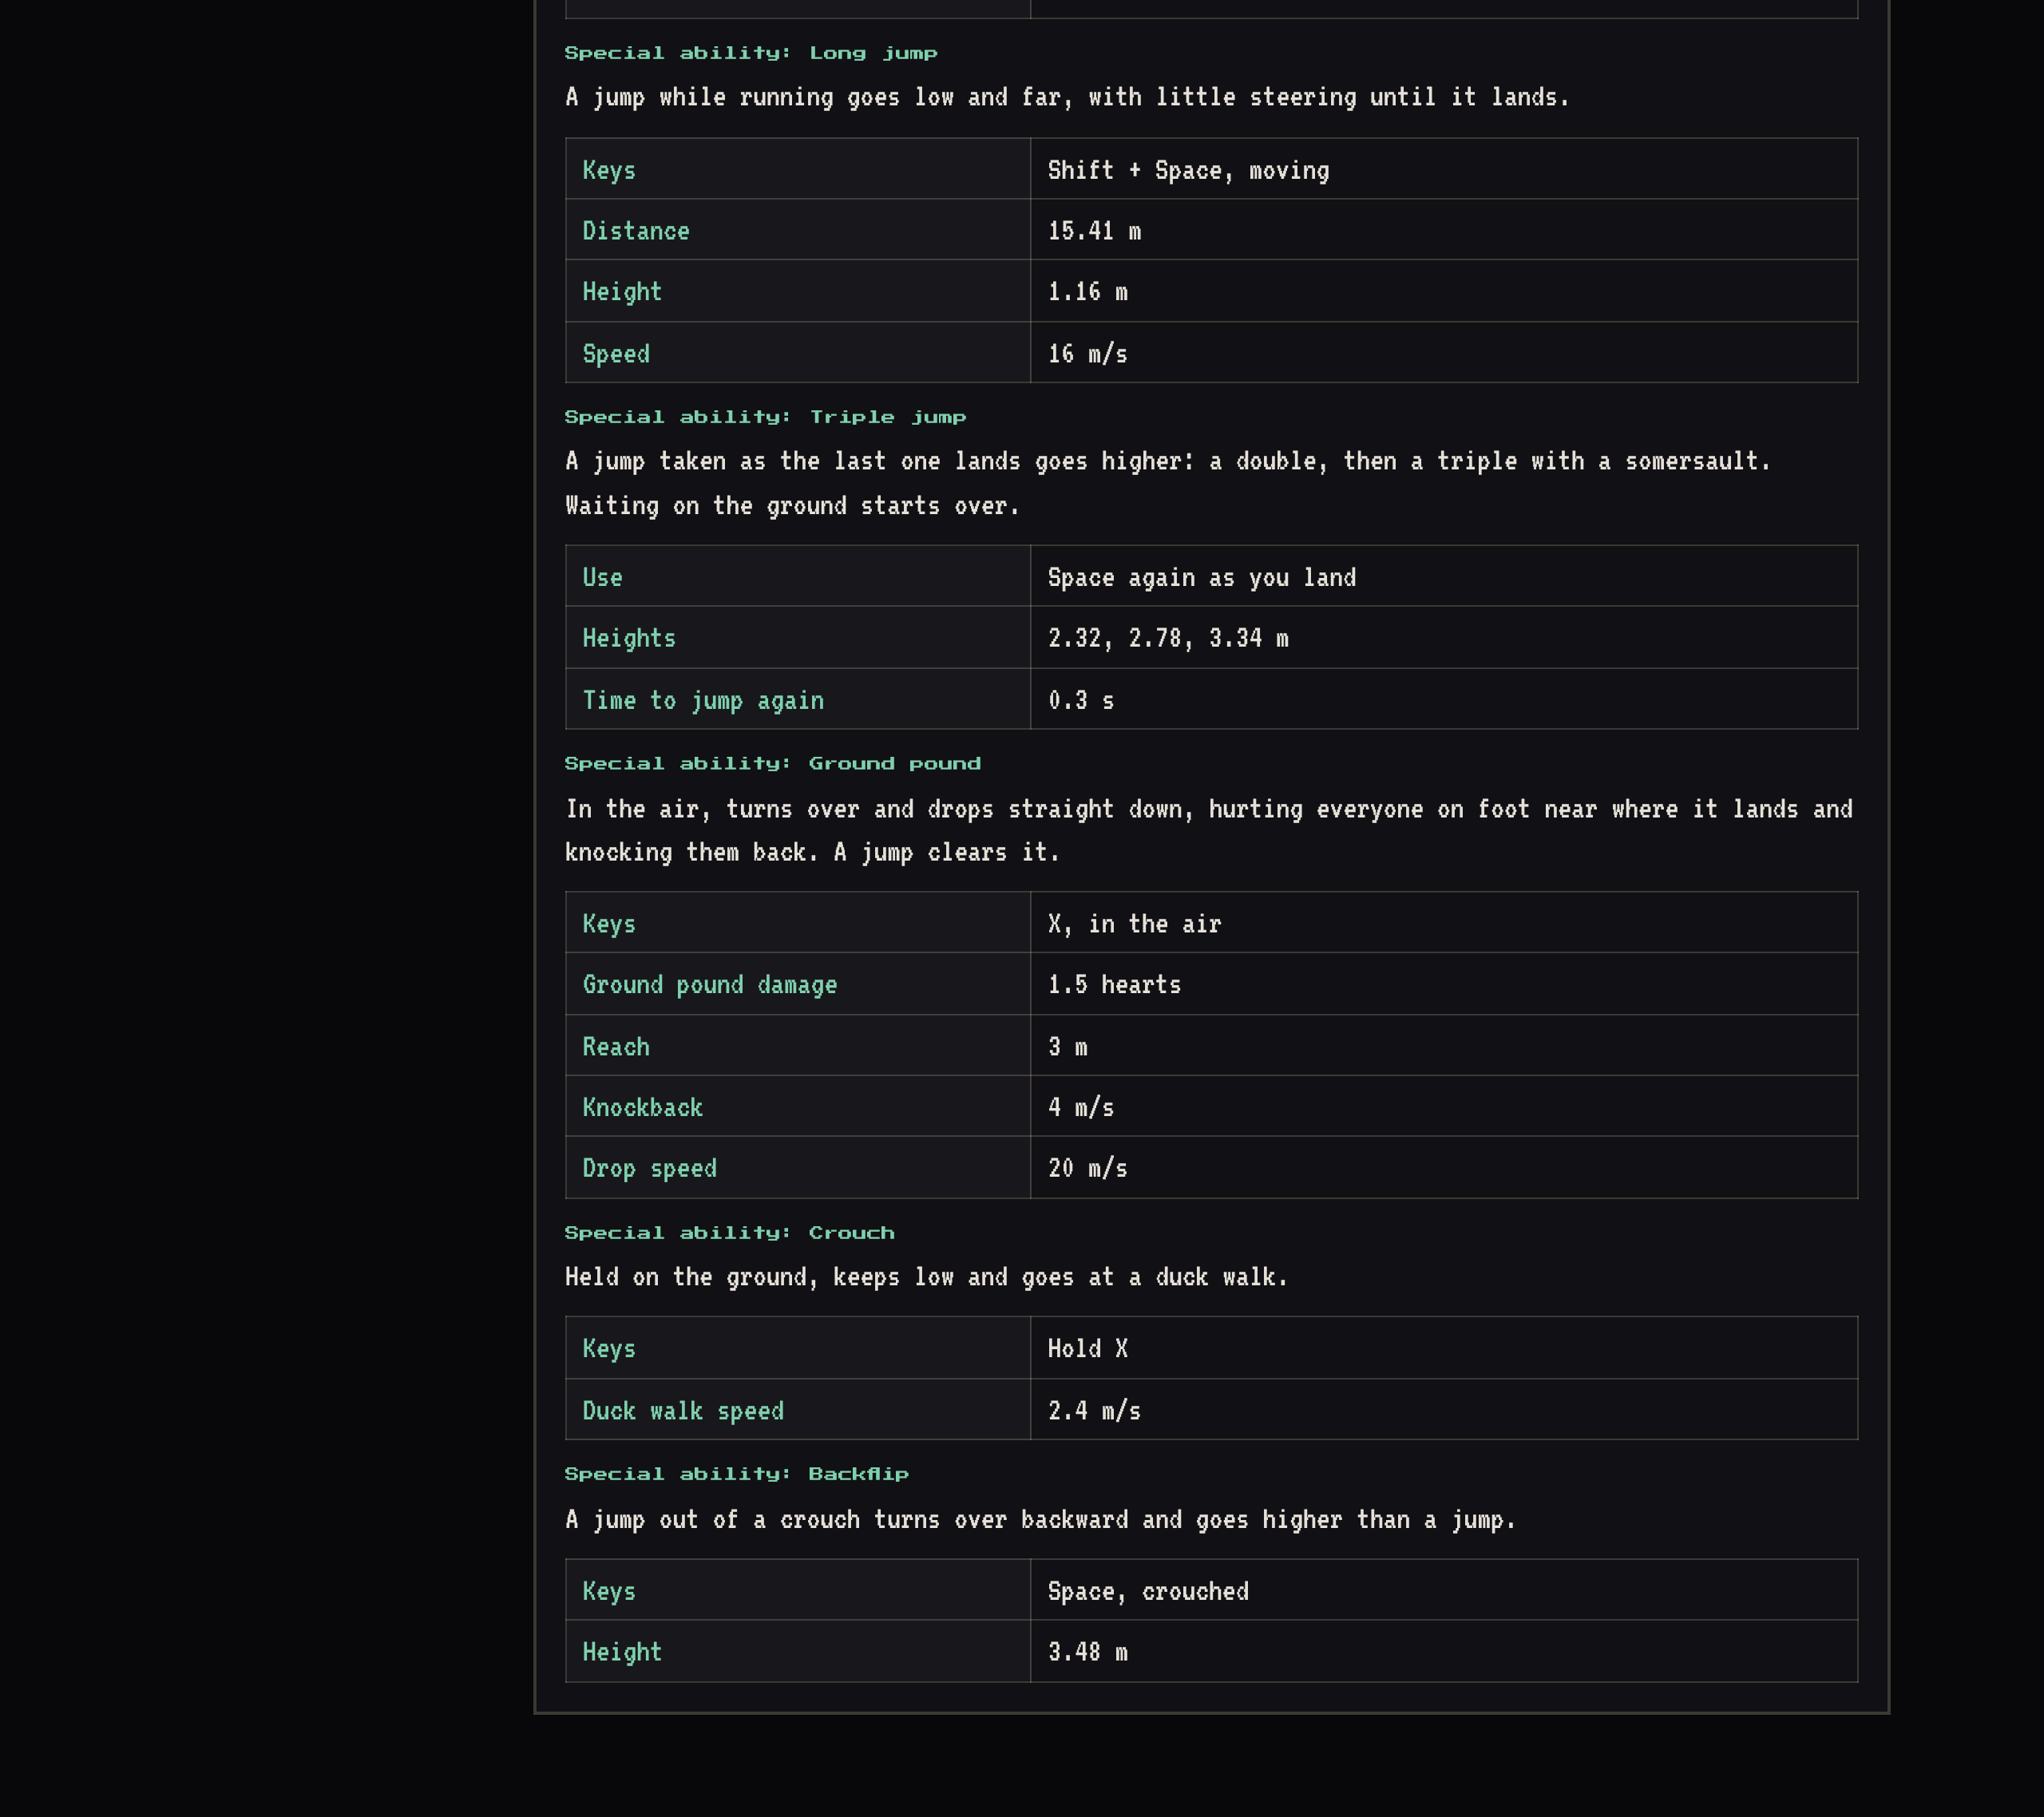 Special ability: Long jump
A jump while running goes low and far, with little steering until it lands.
Keys Shift + Space, moving
Distance 15.41 m
Height 1.16 m
Speed 16 m/s
Special ability: Triple jump
A jump taken as the last one lands goes higher: a double, then a triple with a somersault.
Waiting on the ground starts over.
Use Space again as you land
Heights 2.32, 2.78, 3.34 m
Time to jump again 0.3 s
Special ability: Ground pound
In the air, turns over and drops straight down, hurting everyone on foot near where it lands and
knocking them back. A jump clears it.
Keys X, in the air
Ground pound damage 1.5 hearts
Reach 3 m
Knockback 4 m/s
Drop speed 20 m/s
Special ability: Crouch
Held on the ground, keeps low and goes at a duck walk.
Keys Hold X
Duck walk speed 2.4 m/s
Special ability: Backflip
A jump out of a crouch turns over backward and goes higher than a jump.
Keys Space, crouched
Height 3.48 m